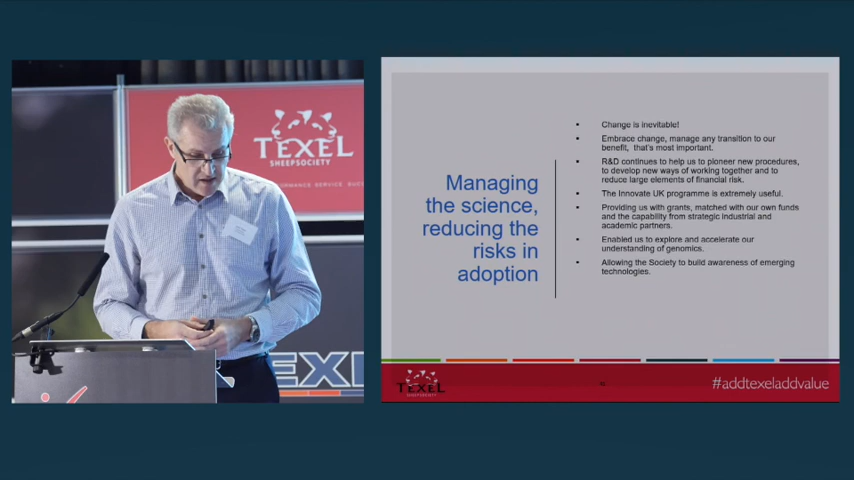 TEXEL
SHEEPSOCIETY
TEX
Managing
the science,
reducing the
risks in
adoption
• Change is inevitable!
• Embrace change, manage any transition to our
benefit, that's most important.
• R&D continues to help us to pioneer new procedures,
to develop new ways of working together and to
reduce large elements of financial risk.
• The Innovate UK programme is extremely useful.
• Providing us with grants, matched with our own funds
and the capability from strategic industrial and
academic partners.
• Enabled us to explore and accelerate our
understanding of genomics.
• Allowing the Society to build awareness of emerging
technologies.
TEXEL
SHEEPSOCIETY
#addtexeladdvalue